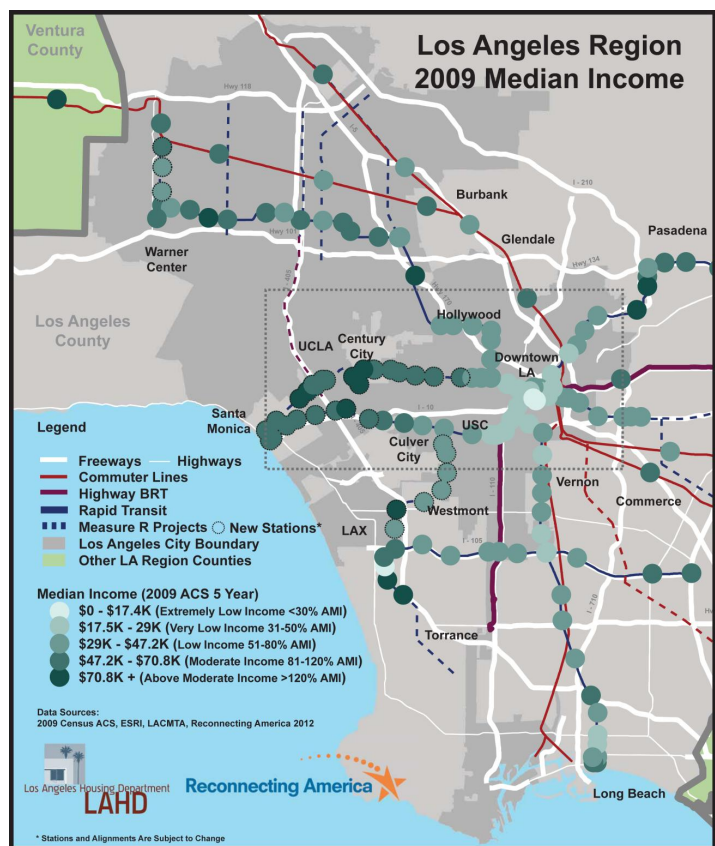 Ventura
County
Los Angeles Region
2009 Median Income
Hwy 118
I-5
Burbank
I - 210
Pasadena
Glendale
Hwy 101
Hwy 134
Warner
Center
I - 405
Hwy 170
Los Angeles
County
Hollywood
UCLA
Century
City
Downtown
LA
Santa
Monica
I - 10
USC
Culver
City
Legend
Freeways
Highways
Commuter Lines
Highway BRT
Rapid Transit
Measure R Projects
New Stations*
Los Angeles City Boundary
Other LA Region Counties
Vernon
I - 110
Commerce
Westmont
LAX
I - 105
I - 710
Torrance
Median Income (2009 ACS 5 Year)
$0 - $17.4K (Extremely Low Income <30% AMI)
$17.5K - 29K (Very Low Income 31-50% AMI)
$29K - $47.2K (Low Income 51-80% AMI)
$47.2K - $70.8K (Moderate Income 81-120% AMI)
$70.8K + (Above Moderate Income >120% AMI)
Data Sources:
2009 Census ACS, ESRI, LACMTA, Reconnecting America 2012
Los Angeles Housing Department
LAHD
Reconnecting America
Long Beach
* Stations and Alignments Are Subject to Change